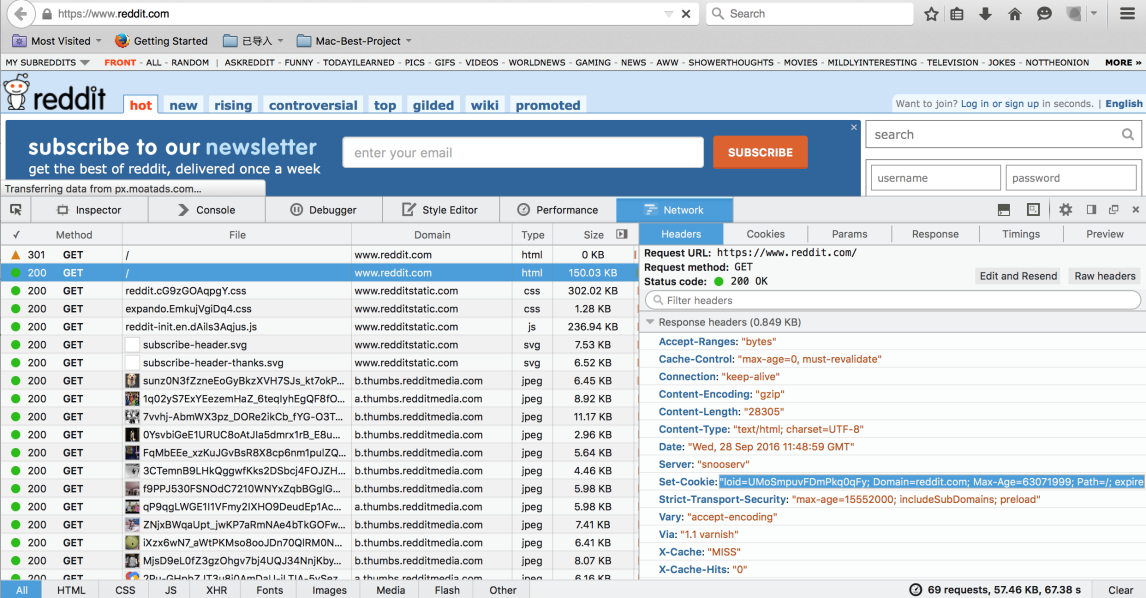 https://www.reddit.com
Search
Most Visited Getting Started 已导入 Mac-Best-Project
MY SUBREDDITS FRONT - ALL - RANDOM | ASKREDDIT - FUNNY - TODAYILEARNED - PICS - GIFS - VIDEOS - WORLDNEWS - GAMING - NEWS - AWW - SHOWERTHOUGHTS - MOVIES - MILDLYINTERESTING - TELEVISION - JOKES - NOTTHEONION MORE »
reddit hot new rising controversial top gilded wiki promoted
Want to join? Log in or sign up in seconds. | English
subscribe to our newsletter
get the best of reddit, delivered once a week
enter your email
SUBSCRIBE
search
username password
Transferring data from px.moatads.com...
Inspector Console Debugger Style Editor Performance Network
✓ Method File Domain Type Size
301 GET / www.reddit.com html 0 KB
200 GET / www.reddit.com html 150.03 KB
200 GET reddit.cG9zGOAqpgY.css www.redditstatic.com css 302.02 KB
200 GET expando.EmkujVgiDq4.css www.redditstatic.com css 1.28 KB
200 GET reddit-init.en.dAils3Aqjus.js www.redditstatic.com js 236.94 KB
200 GET subscribe-header.svg www.redditstatic.com svg 7.53 KB
200 GET subscribe-header-thanks.svg www.redditstatic.com svg 6.52 KB
200 GET b.thumbs.redditmedia.com jpeg 6.45 KB
200 GET a.thumbs.redditmedia.com jpeg 8.92 KB
200 GET b.thumbs.redditmedia.com jpeg 11.17 KB
200 GET b.thumbs.redditmedia.com jpeg 2.96 KB
200 GET b.thumbs.redditmedia.com jpeg 5.64 KB
200 GET b.thumbs.redditmedia.com jpeg 4.46 KB
200 GET b.thumbs.redditmedia.com jpeg 5.06 KB
200 GET a.thumbs.redditmedia.com jpeg 5.98 KB
200 GET b.thumbs.redditmedia.com jpeg 7.41 KB
200 GET b.thumbs.redditmedia.com jpeg 6.41 KB
200 GET b.thumbs.redditmedia.com jpeg 8.07 KB
200 GET a.thumbs.redditmedia.com jpeg 6.16 KB
Headers Cookies Params Response Timings Preview
Request URL: https://www.reddit.com/
Request method: GET
Status code: 200 OK
Edit and Resend Raw headers
Filter headers
Response headers (0.849 KB)
Accept-Ranges: "bytes"
Cache-Control: "max-age=0, must-revalidate"
Connection: "keep-alive"
Content-Encoding: "gzip"
Content-Length: "28305"
Content-Type: "text/html; charset=UTF-8"
Date: "Wed, 28 Sep 2016 11:48:59 GMT"
Server: "snooserv"
Set-Cookie: "loid=UMoSmpuvFDmPkq0qFy; Domain=reddit.com; Max-Age=63071999; Path=/; expire
Strict-Transport-Security: "max-age=15552000; includeSubDomains; preload"
Vary: "accept-encoding"
Via: "1.1 varnish"
X-Cache: "MISS"
X-Cache-Hits: "0"
All HTML CSS JS XHR Fonts Images Media Flash Other
69 requests, 57.46 KB, 67.38 s Clear